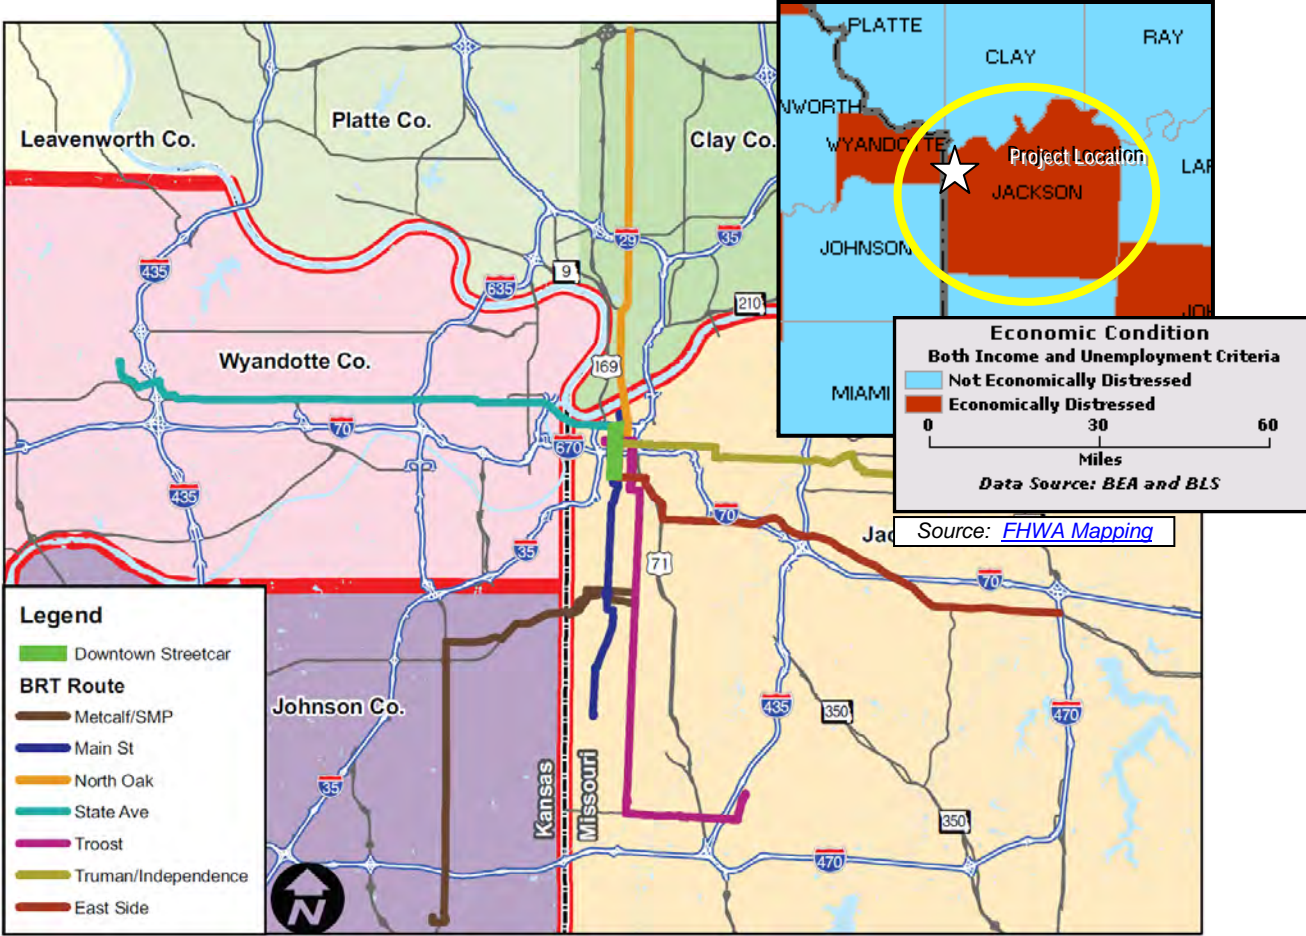 Leavenworth Co.
Platte Co.
Clay Co.
435
635
9
29
35
210
169
Wyandotte Co.
70
670
435
35
70
71
Jac
70
Johnson Co.
435
350
470
35
Kansas
Missouri
350
470
N
Legend
Downtown Streetcar
BRT Route
Metcalf/SMP
Main St
North Oak
State Ave
Troost
Truman/Independence
East Side
PLATTE
CLAY
RAY
NWORTH
WYANDOTTE
Project Location
JACKSON
LAF
JOHNSON
JOH
MIAMI
Economic Condition
Both Income and Unemployment Criteria
Not Economically Distressed
Economically Distressed
0 30 60
Miles
Data Source: BEA and BLS
Source: FHWA Mapping